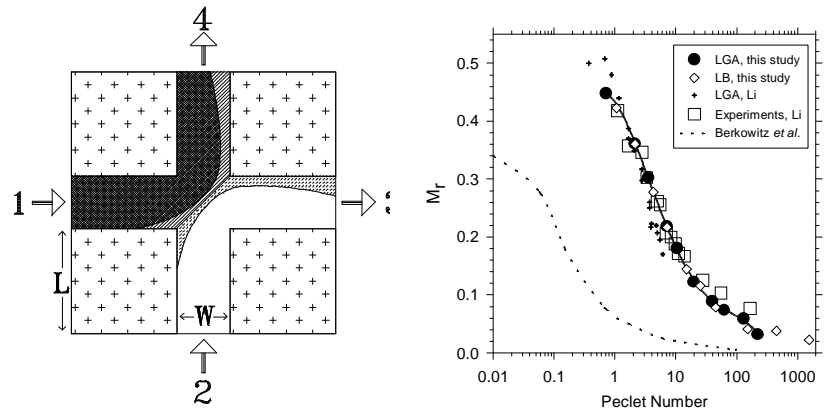 4
1
3
L
W
2
0.5
0.4
0.3
0.2
0.1
0.0
M_r
LGA, this study
LB, this study
LGA, Li
Experiments, Li
Berkowitz et al.
0.01 0.1 1 10 100 1000
Peclet Number